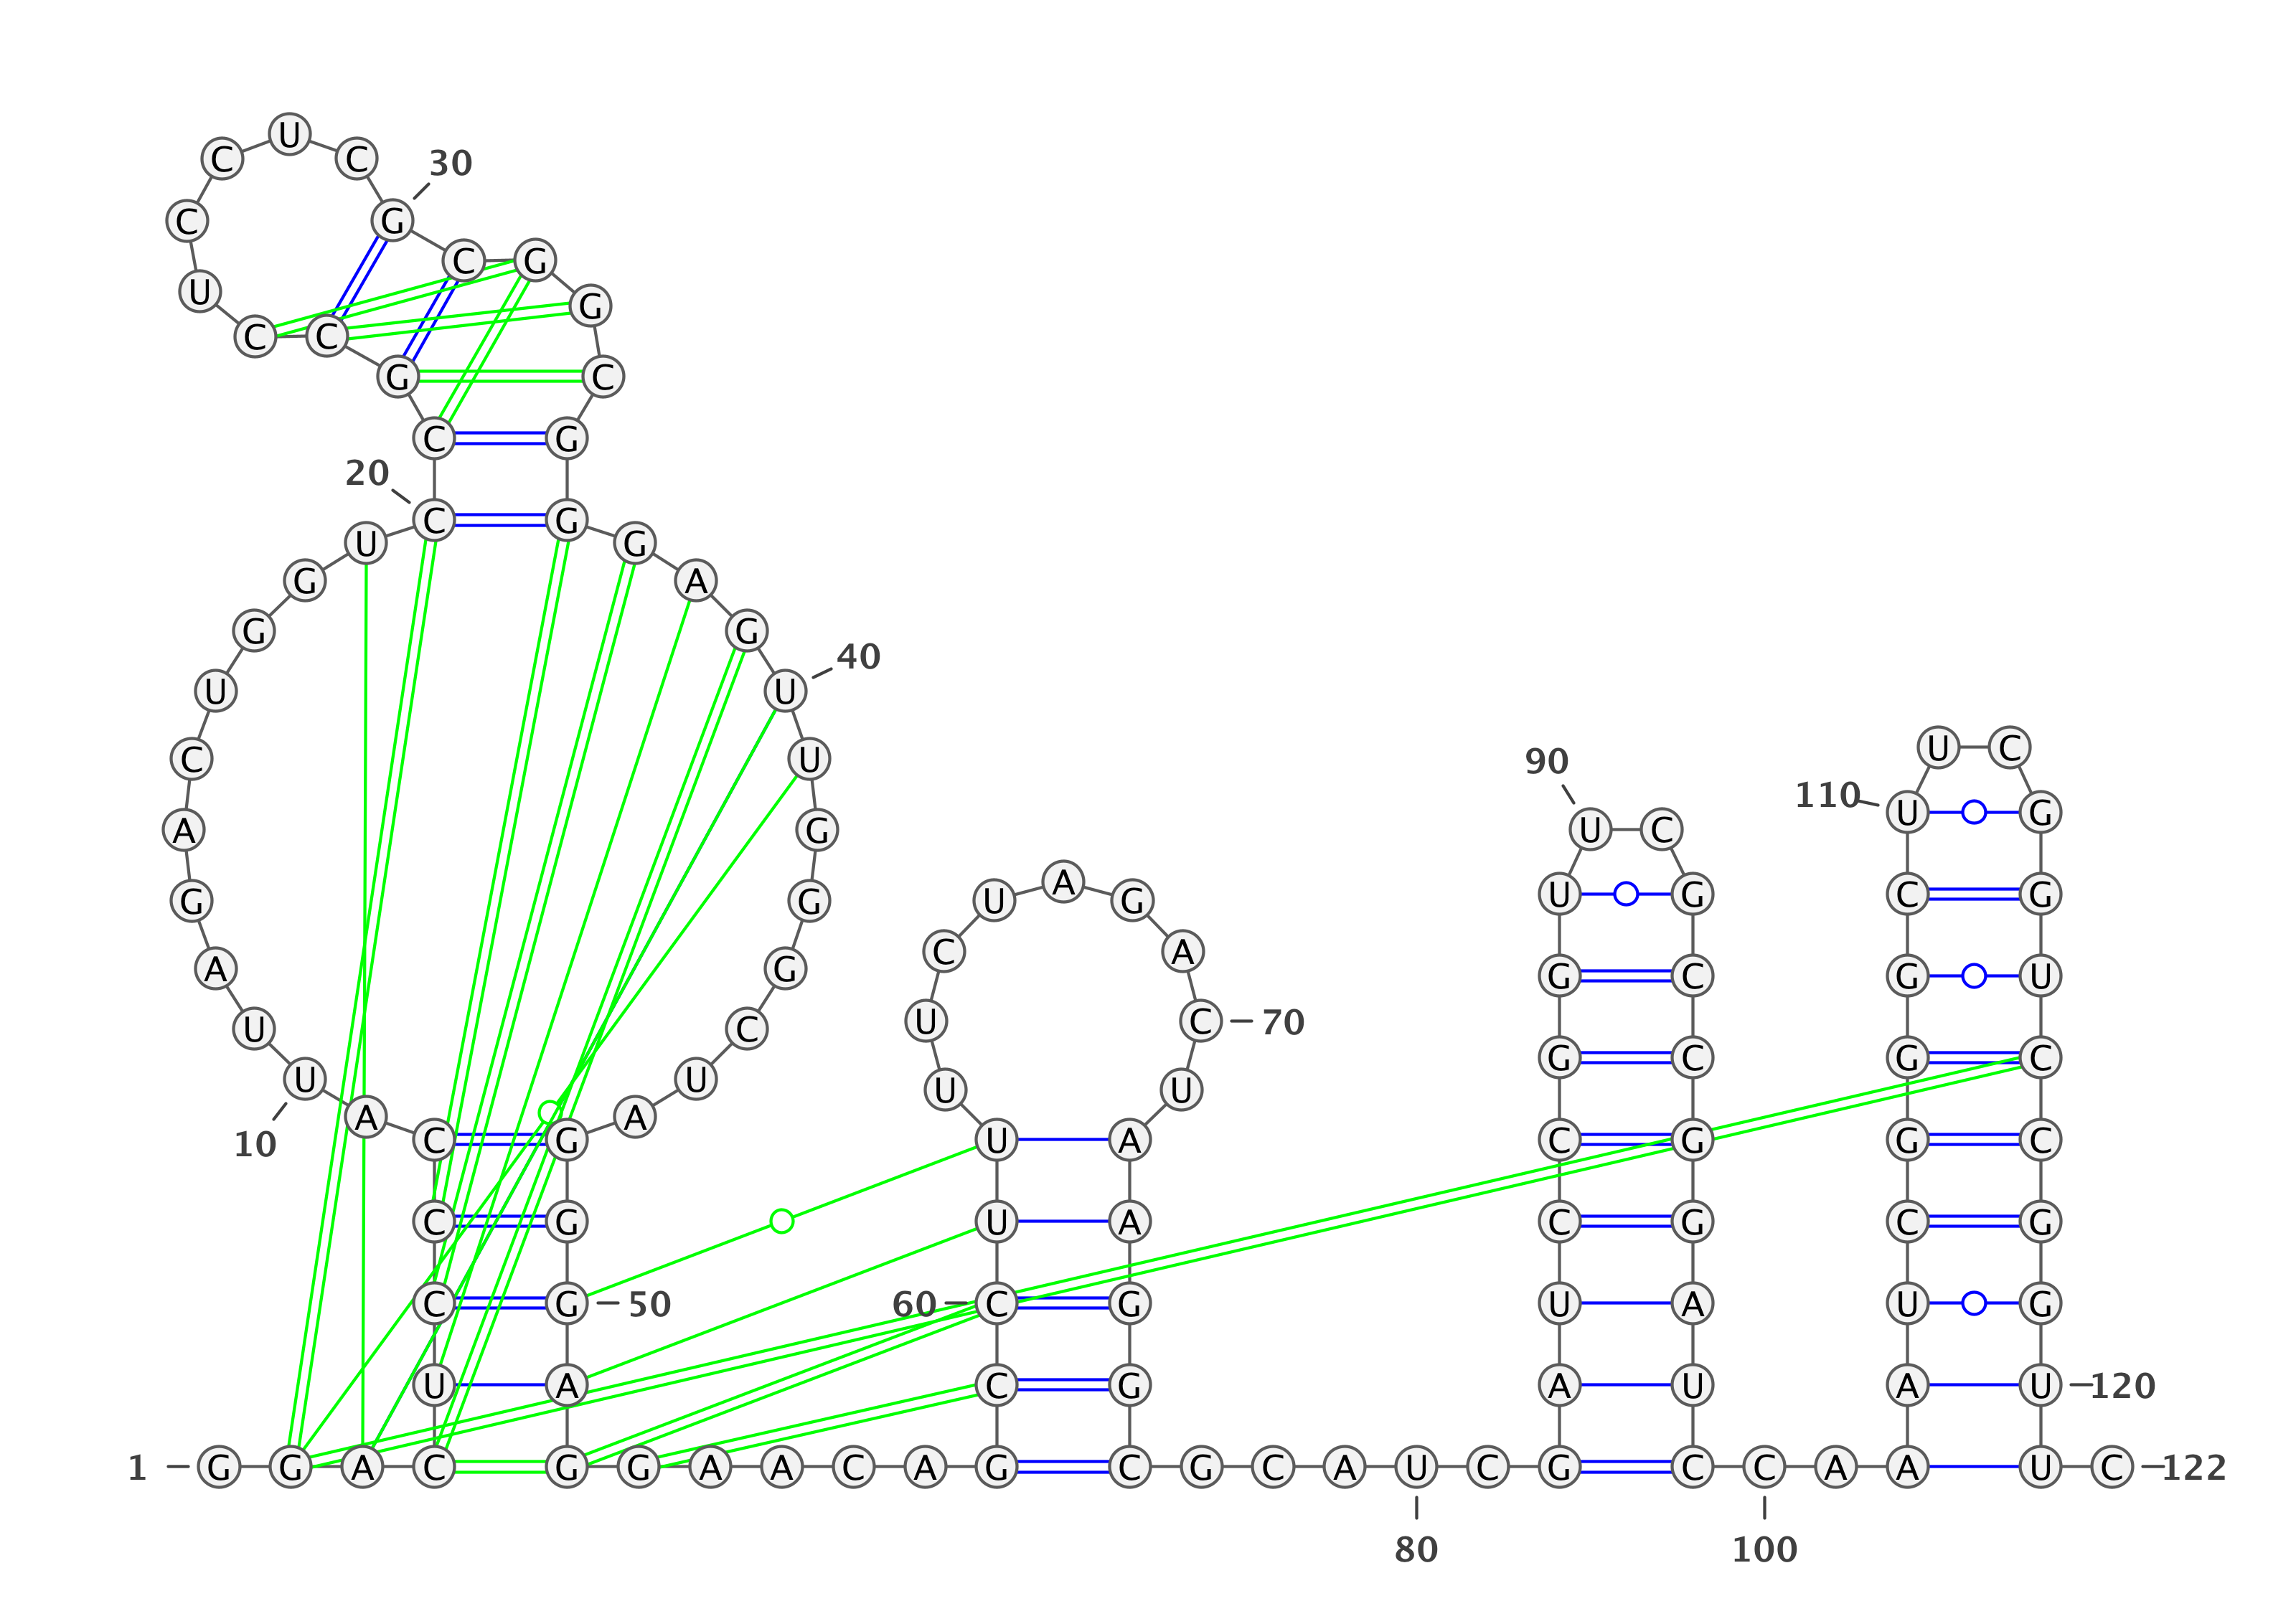 U
C C
30
C G
C G
U
G
C C
G C
C G
20
C G
U G
G A
G G
40
U U
U C
C U 90
110
U G
A G U C
A
U G C G
G G U G
C A
A G
G C G U
U C 70
U C
G C G C
U U
U U
A A
C G U A C G G C
10
C G U A C G C G
C G 50 60 C G U A U G
U A C G A U A U 120
1 G G A C G G A A C A G C G C A U C G C C A A U C 122
80 100